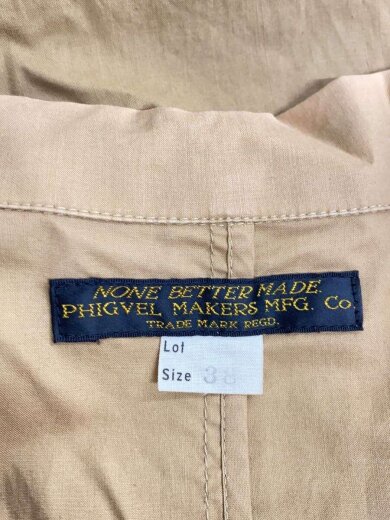 NONE BETTER MADE.
PHIGVEL MAKERS MFG. Co.
TRADE MARK REGD.
Lot
Size 38